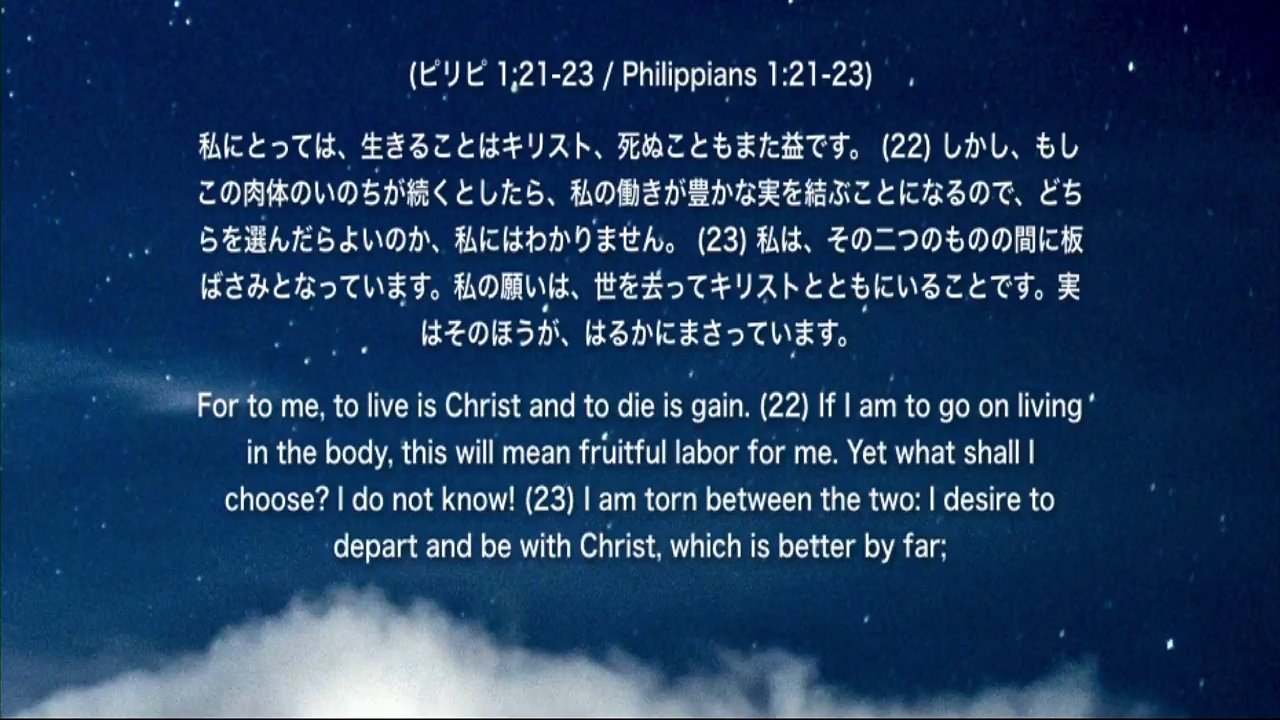 (ピリピ 1:21-23 / Philippians 1:21-23)
私にとっては、生きることはキリスト、死ぬこともまた益です。 (22) しかし、もし
この肉体のいのちが続くとしたら、私の働きが豊かな実を結ぶことになるので、どち
らを選んだらよいのか、私にはわかりません。 (23) 私は、その二つのものの間に板
ばさみとなっています。私の願いは、世を去ってキリストとともにいることです。実
はそのほうが、はるかにまさっています。
For to me, to live is Christ and to die is gain. (22) If I am to go on living
in the body, this will mean fruitful labor for me. Yet what shall I
choose? I do not know! (23) I am torn between the two: I desire to
depart and be with Christ, which is better by far;